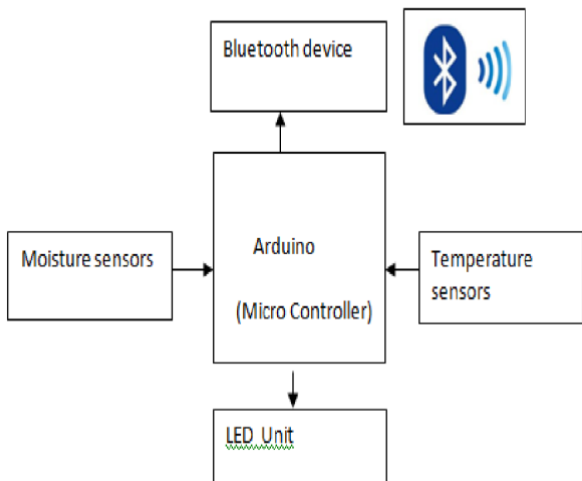 Bluetooth device
Moisture sensors
Arduino
(Micro Controller)
Temperature
sensors
LED Unit